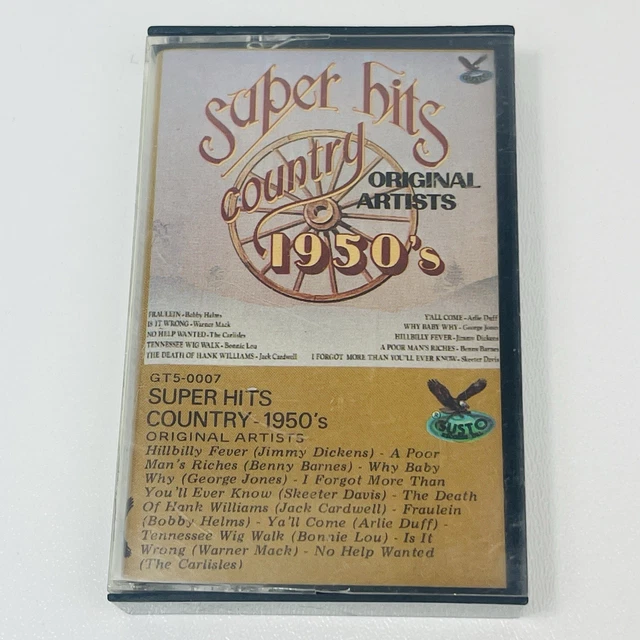 super hits
country
ORIGINAL
ARTISTS
1950's
FRAULEIN - Bobby Helms
IS IT WRONG - Warner Mack
NO HELP WANTED - The Carlisles
TENNESSEE WIG WALK - Bonnie Lou
THE DEATH OF HANK WILLIAMS - Jack Cardwell
Y'ALL COME - Arlie Duff
WHY BABY WHY - George Jones
HILLBILLY FEVER - Jimmy Dickens
A POOR MAN'S RICHES - Benny Barnes
I FORGOT MORE THAN YOU'LL EVER KNOW - Skeeter Davis
GT5-0007
SUPER HITS
COUNTRY - 1950's
ORIGINAL ARTISTS
GUSTO
Hillbilly Fever (Jimmy Dickens) - A Poor
Man's Riches (Benny Barnes) - Why Baby
Why (George Jones) - I Forgot More Than
You'll Ever Know (Skeeter Davis) - The Death
Of Hank Williams (Jack Cardwell) - Fraulein
(Bobby Helms) - Ya'll Come (Arlie Duff) -
Tennessee Wig Walk (Bonnie Lou) - Is It
Wrong (Warner Mack) - No Help Wanted
(The Carlisles)